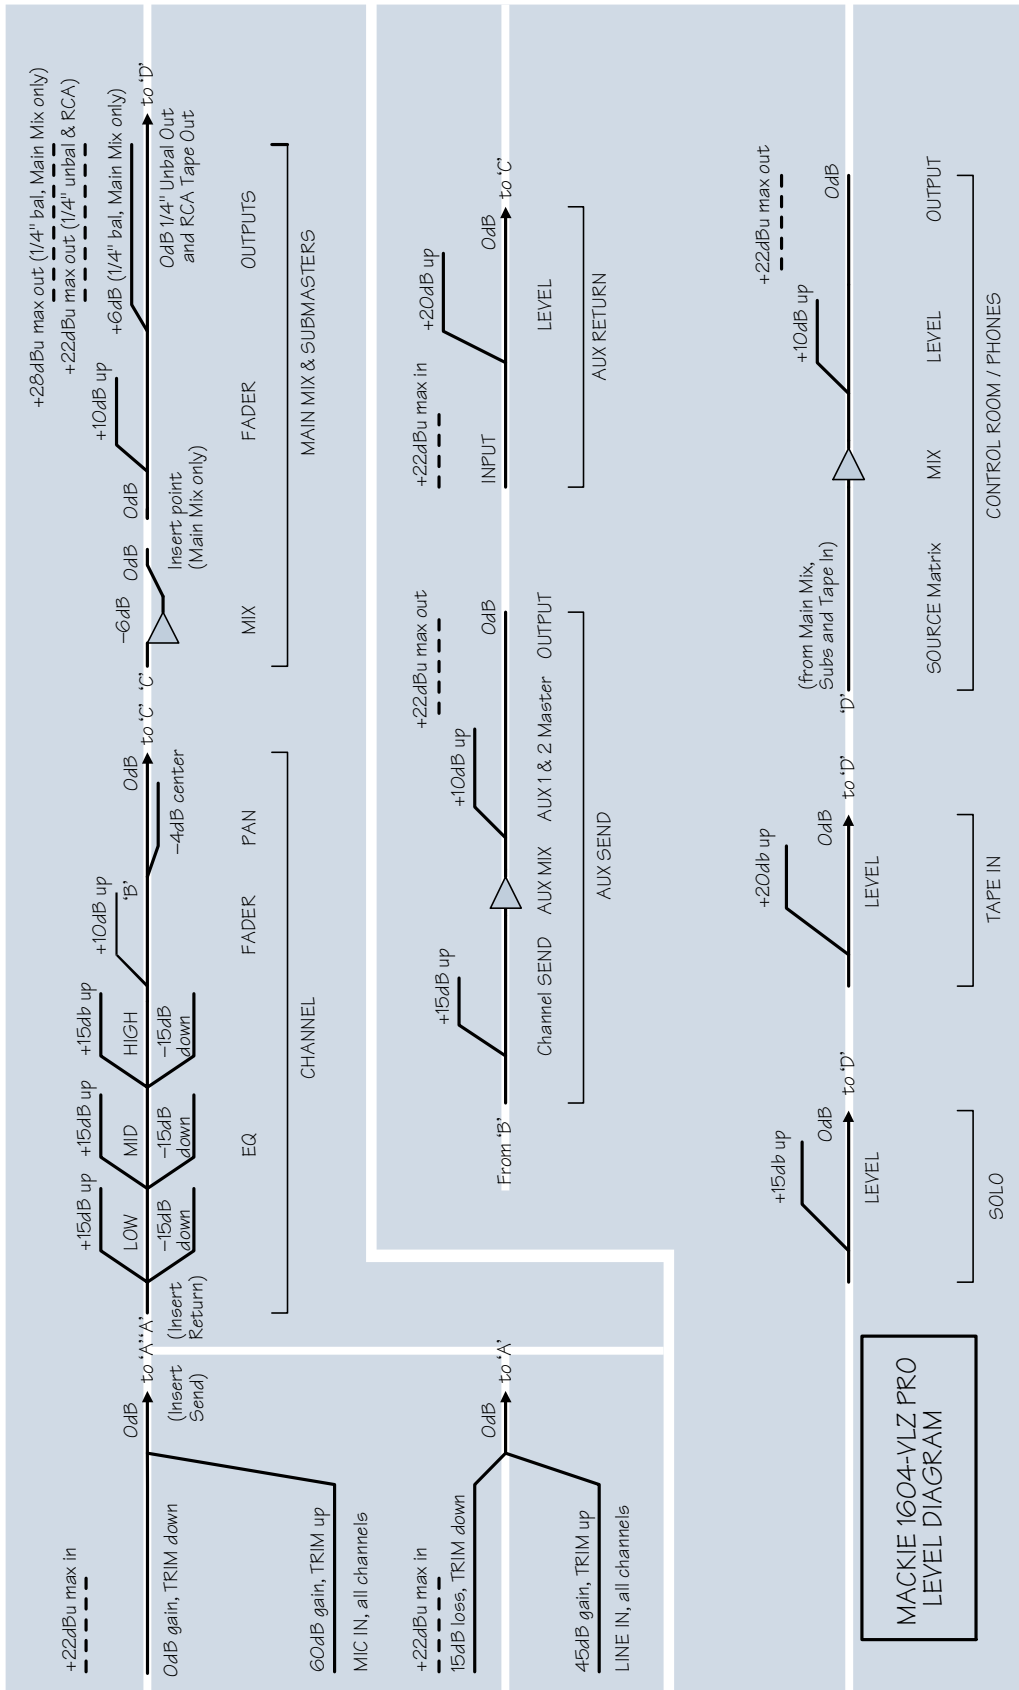 +22dBu max in
0dB gain, TRIM down
60dB gain, TRIM up
MIC IN, all channels
0dB
to 'A'
(Insert
Send)
'A'
(Insert
Return)
+15dB up
LOW
–15dB
down
+15dB up
MID
–15dB
down
+15db up
HIGH
–15dB
down
EQ
+10dB up
'B'
FADER
–4dB center
PAN
0dB
to 'C'
CHANNEL
'C'
–6dB
MIX
0dB
Insert point
(Main Mix only)
0dB
+10dB up
FADER
+28dBu max out (1/4" bal, Main Mix only)
+22dBu max out (1/4" unbal & RCA)
+6dB (1/4" bal, Main Mix only)
to 'D'
0dB 1/4" Unbal Out
and RCA Tape Out
OUTPUTS
MAIN MIX & SUBMASTERS
+22dBu max in
15dB loss, TRIM down
45dB gain, TRIM up
LINE IN, all channels
0dB
to 'A'
From 'B'
+15dB up
Channel SEND
AUX MIX
+10dB up
AUX 1 & 2 Master
+22dBu max out
0dB
OUTPUT
AUX SEND
+22dBu max in
INPUT
+20dB up
LEVEL
0dB
to 'C'
AUX RETURN
MACKIE 1604-VLZ PRO
LEVEL DIAGRAM
+15db up
LEVEL
0dB
to 'D'
SOLO
+20db up
LEVEL
0dB
to 'D'
TAPE IN
'D'
(from Main Mix,
Subs and Tape In)
SOURCE Matrix
MIX
+10dB up
LEVEL
+22dBu max out
0dB
OUTPUT
CONTROL ROOM / PHONES